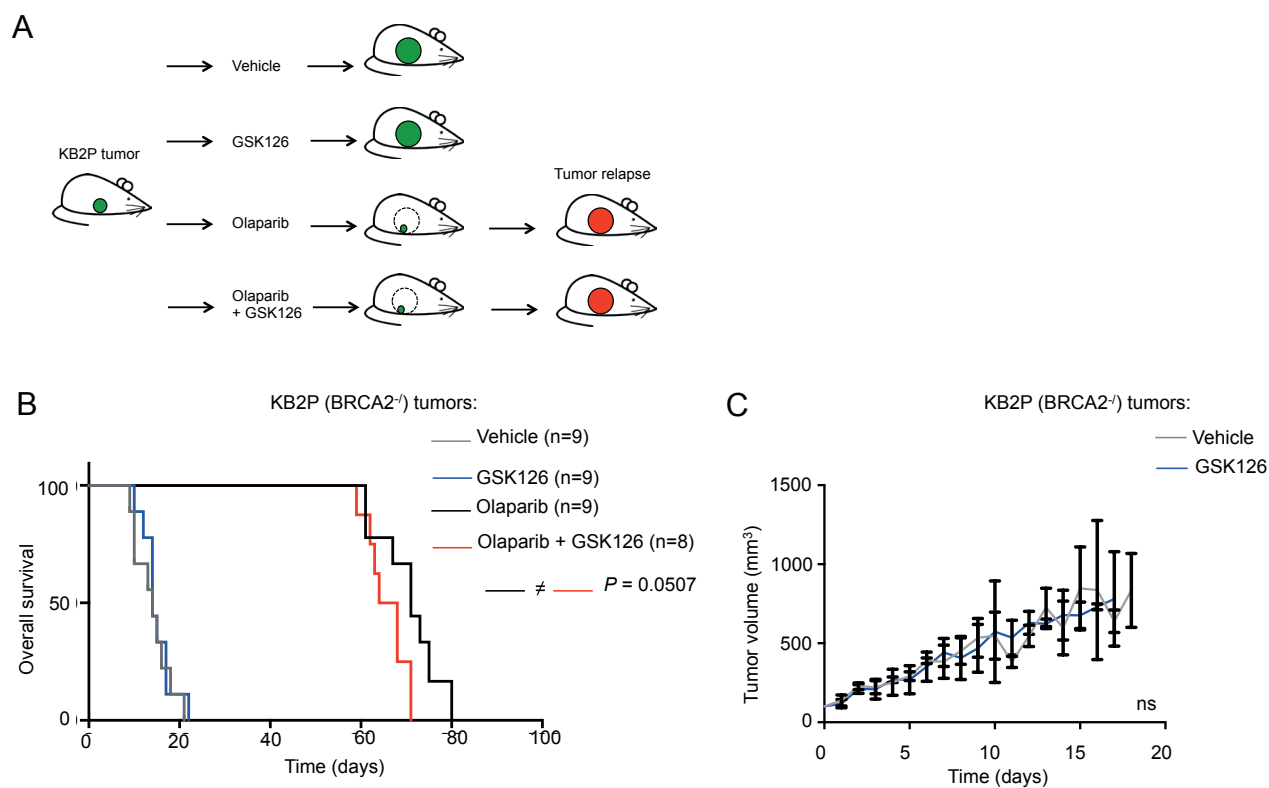 A
Vehicle
GSK126
KB2P tumor
Tumor relapse
Olaparib
Olaparib
+ GSK126
B
KB2P (BRCA2-/-) tumors:
Vehicle (n=9)
GSK126 (n=9)
Olaparib (n=9)
Olaparib + GSK126 (n=8)
≠ P = 0.0507
Overall survival
100
50
0
0 20 40 60 80 100
Time (days)
C
KB2P (BRCA2-/-) tumors:
Vehicle
GSK126
Tumor volume (mm3)
1500
1000
500
0
ns
0 5 10 15 20
Time (days)